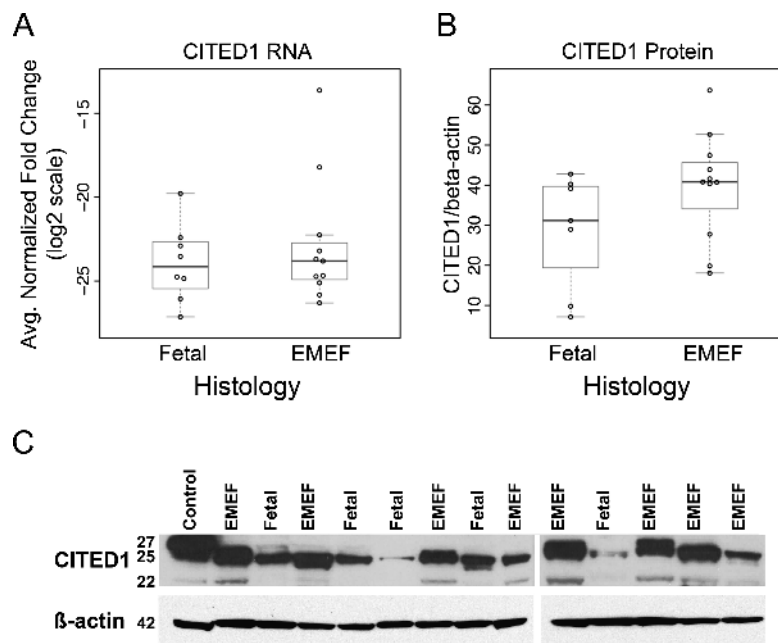 A
CITED1 RNA
Avg. Normalized Fold Change
(log2 scale)
−15
−20
−25
Fetal
EMEF
Histology
B
CITED1 Protein
CITED1/beta-actin
60
50
40
30
20
10
Fetal
EMEF
Histology
C
Control
EMEF
Fetal
EMEF
Fetal
Fetal
EMEF
Fetal
EMEF
EMEF
Fetal
EMEF
EMEF
EMEF
CITED1
27
25
22
ß-actin 42